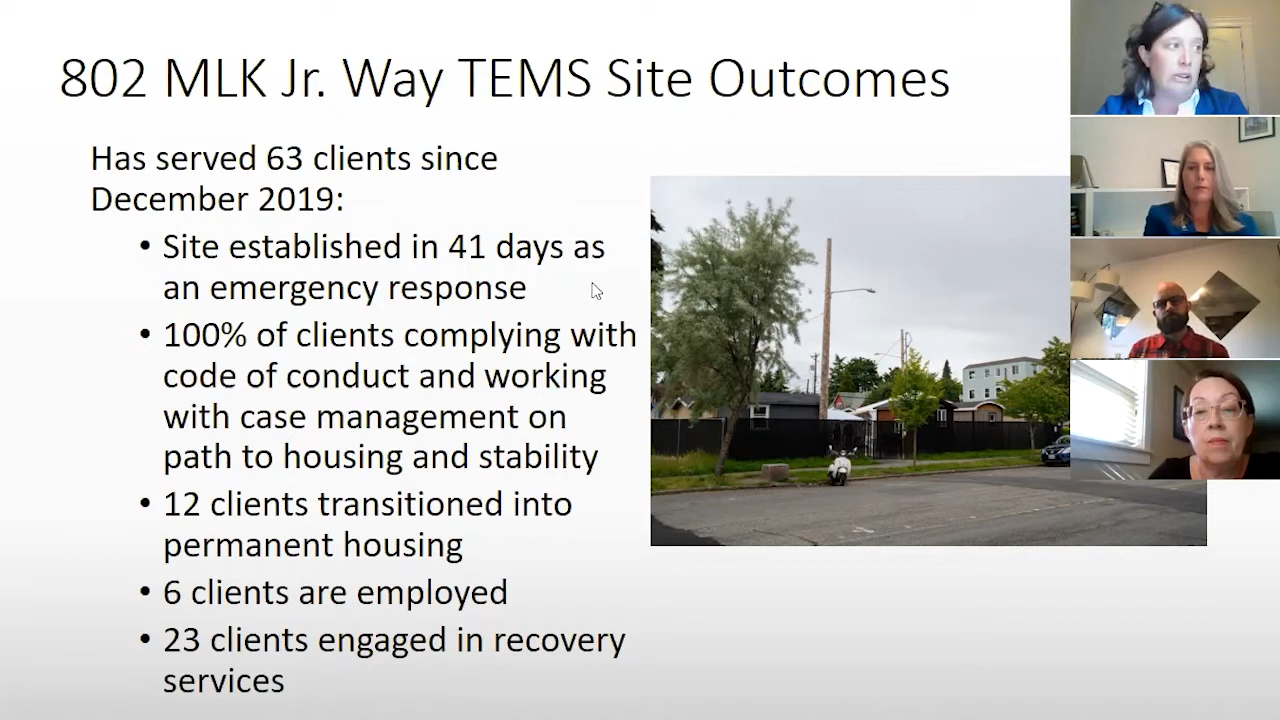 802 MLK Jr. Way TEMS Site Outcomes
Has served 63 clients since
December 2019:
• Site established in 41 days as
an emergency response
• 100% of clients complying with
code of conduct and working
with case management on
path to housing and stability
• 12 clients transitioned into
permanent housing
• 6 clients are employed
• 23 clients engaged in recovery
services